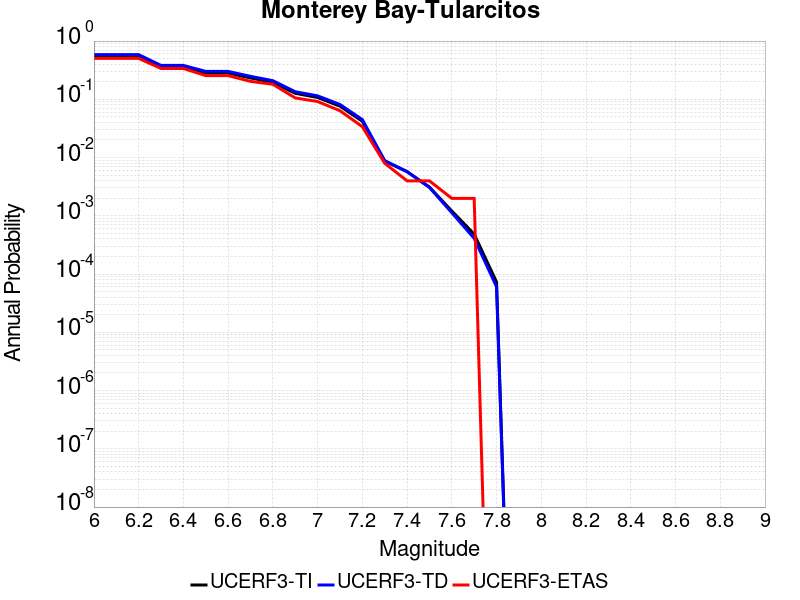 Monterey Bay-Tularcitos
10^0
10^-1
10^-2
10^-3
10^-4
10^-5
10^-6
10^-7
10^-8
Annual Probability
6 6.2 6.4 6.6 6.8 7 7.2 7.4 7.6 7.8 8 8.2 8.4 8.6 8.8 9
Magnitude
UCERF3-TI UCERF3-TD UCERF3-ETAS